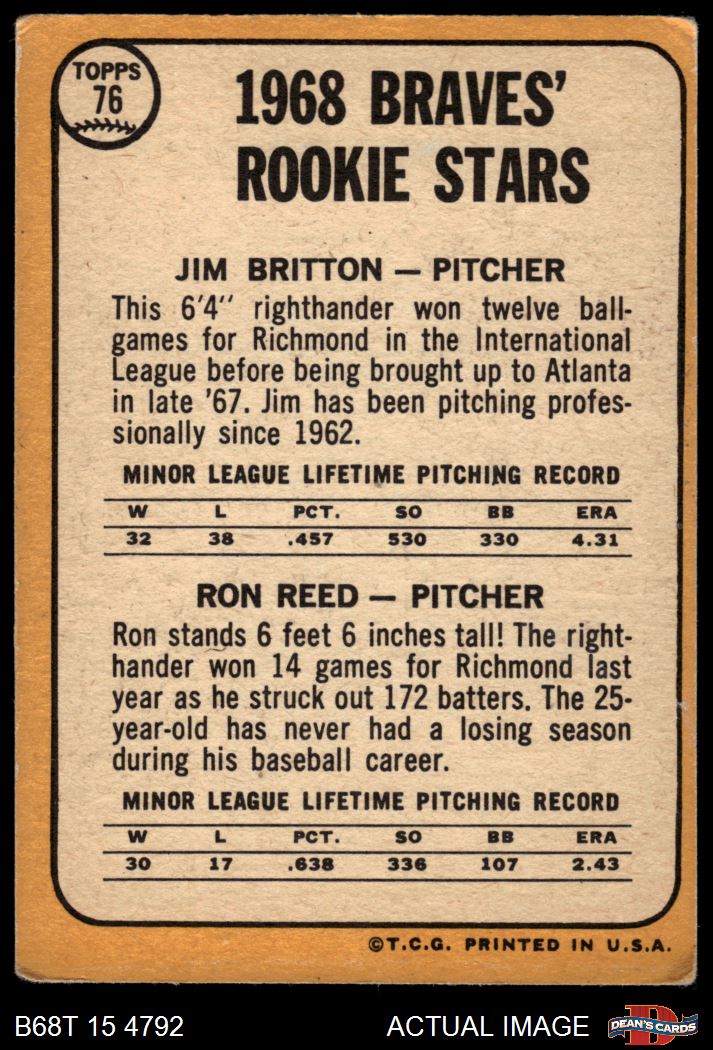 TOPPS
76
1968 BRAVES'
ROOKIE STARS
JIM BRITTON — PITCHER
This 6'4" righthander won twelve ball-
games for Richmond in the International
League before being brought up to Atlanta
in late '67. Jim has been pitching profes-
sionally since 1962.
MINOR LEAGUE LIFETIME PITCHING RECORD
W L PCT. SO BB ERA
32 38 .457 530 330 4.31
RON REED — PITCHER
Ron stands 6 feet 6 inches tall! The right-
hander won 14 games for Richmond last
year as he struck out 172 batters. The 25-
year-old has never had a losing season
during his baseball career.
MINOR LEAGUE LIFETIME PITCHING RECORD
W L PCT. SO BB ERA
30 17 .638 336 107 2.43
©T.C.G. PRINTED IN U.S.A.
B68T 15 4792 ACTUAL IMAGE
D
DEAN'S CARDS